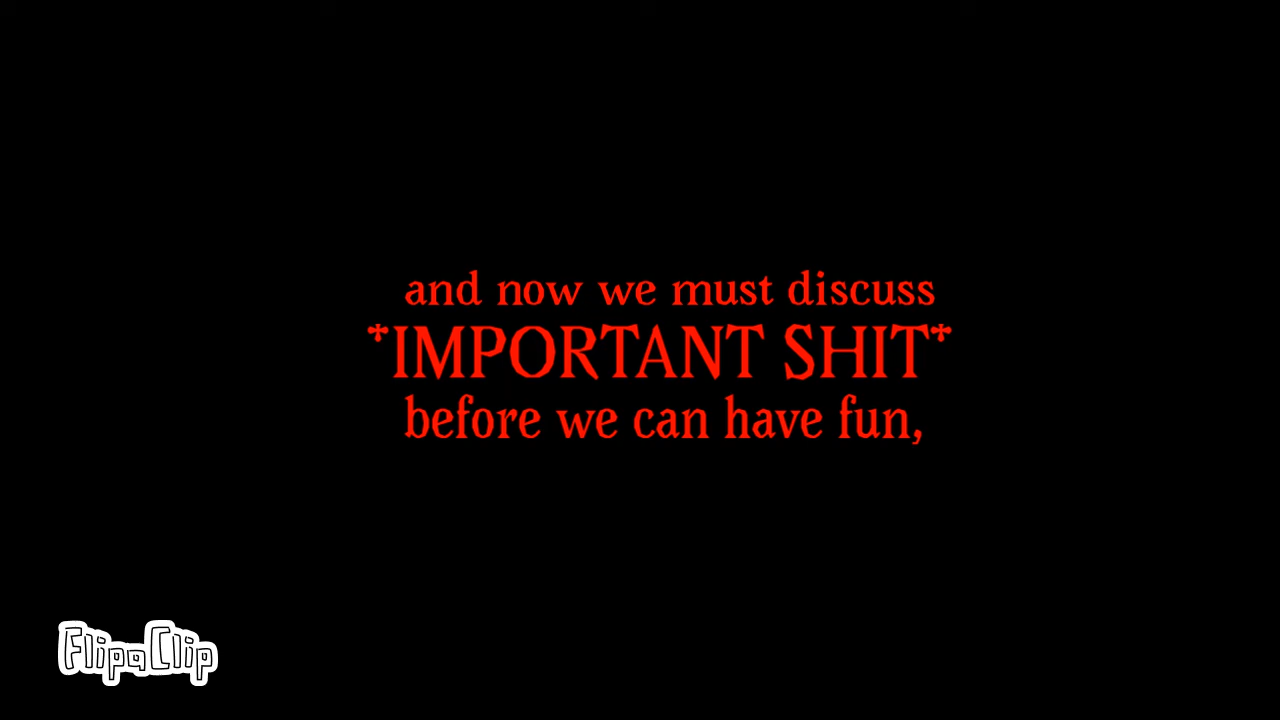 and now we must discuss
*IMPORTANT SHIT*
before we can have fun,
FlipaClip